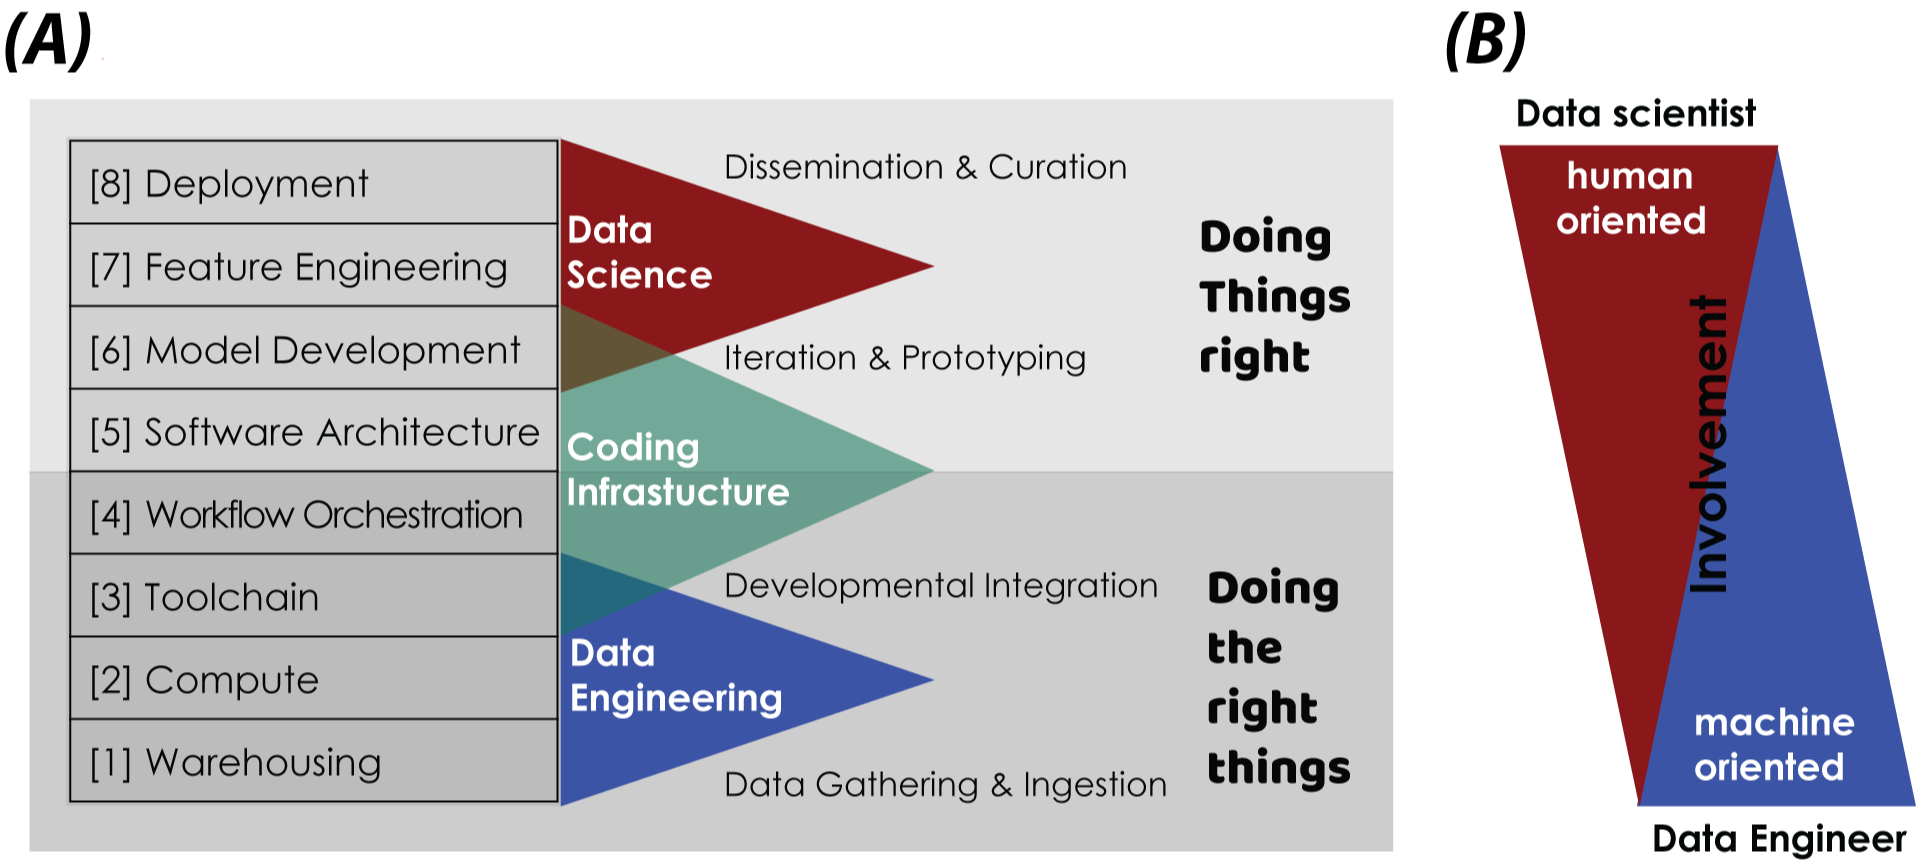 (A)
[8] Deployment
[7] Feature Engineering
[6] Model Development
[5] Software Architecture
[4] Workflow Orchestration
[3] Toolchain
[2] Compute
[1] Warehousing
Data
Science
Coding
Infrastucture
Data
Engineering
Dissemination & Curation
Iteration & Prototyping
Developmental Integration
Data Gathering & Ingestion
Doing
Things
right
Doing
the
right
things
(B)
Data scientist
human
oriented
Involvement
machine
oriented
Data Engineer